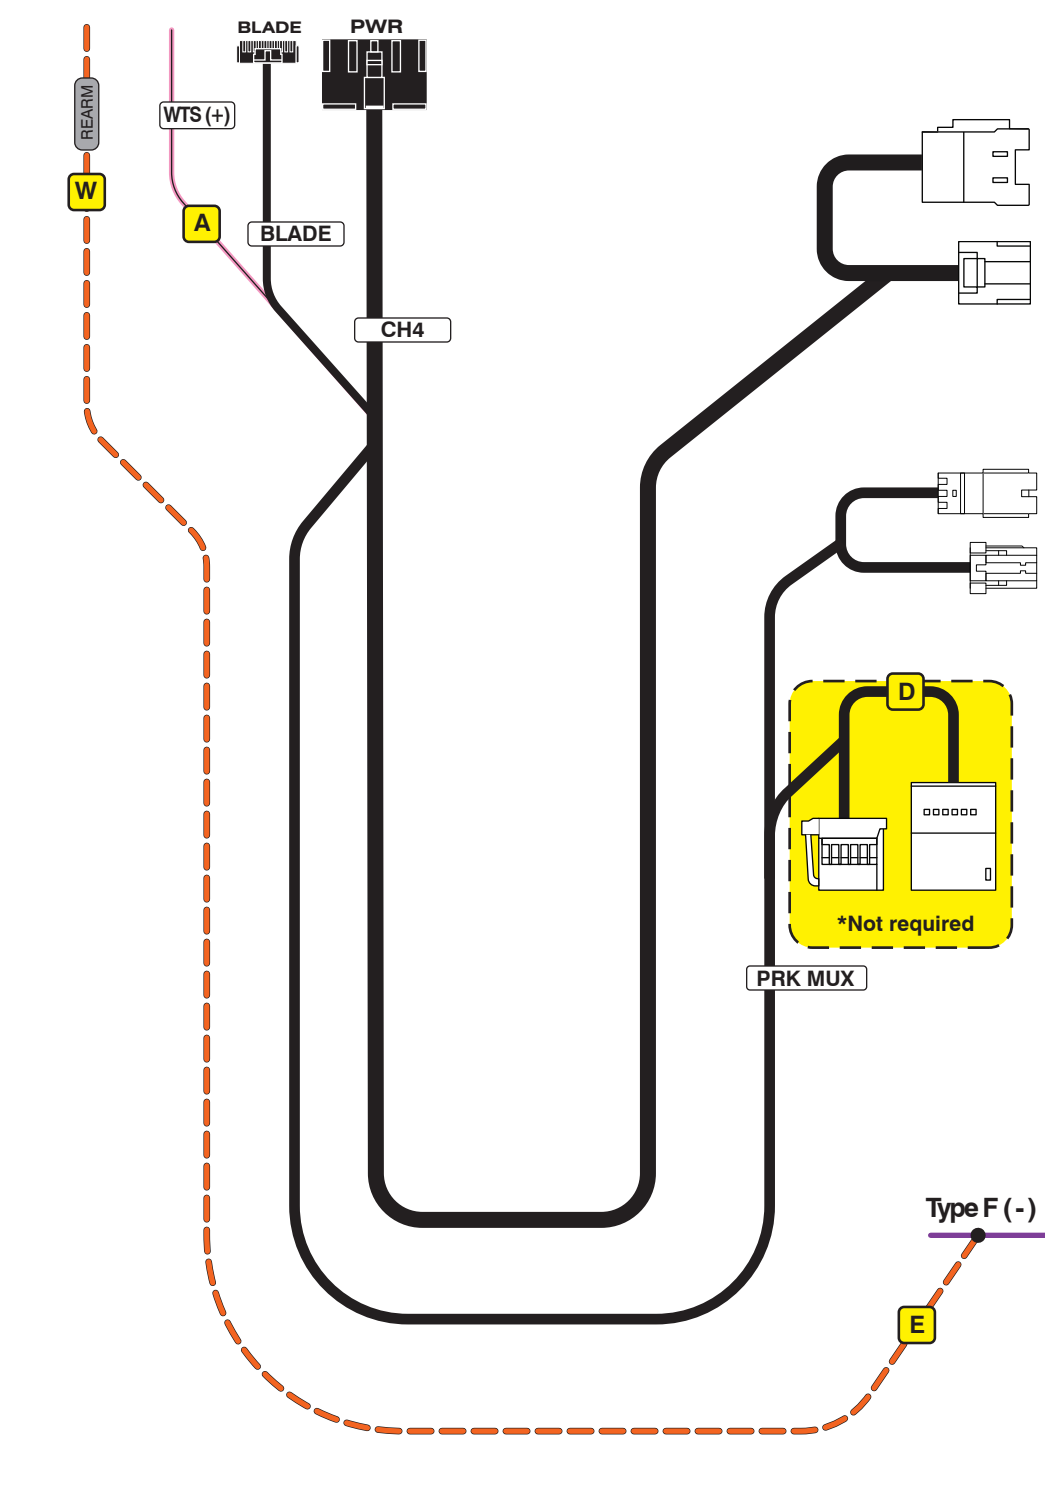 BLADE
PWR
REARM
WTS (+)
W
A
BLADE
CH4
D
*Not required
PRK MUX
Type F ( - )
E